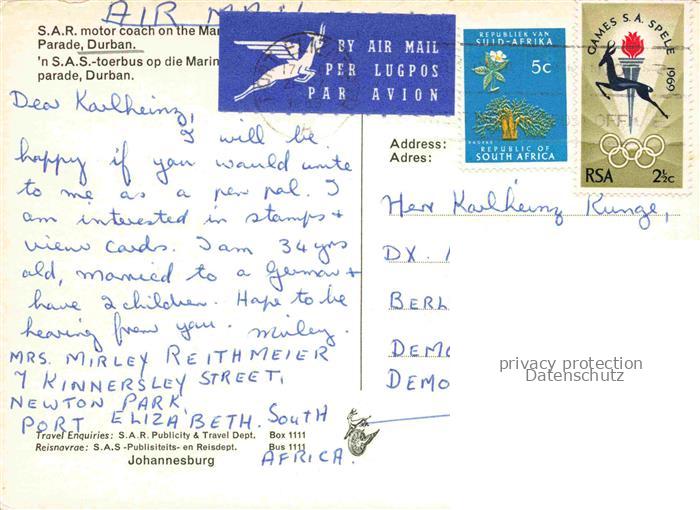 AIR MAIL
S.A.R. motor coach on the Mar
Parade, Durban.
'n S.A.S.-toerbus op die Marin
parade, Durban.
BY AIR MAIL
PER LUGPOS
PAR AVION
REPUBLIEK VAN
SUID-AFRIKA
5c
REPUBLIC OF
SOUTH AFRICA
GAMES S.A. SPELE 1969
RSA 2½c
Dear Karlheinz,
I will be
happy if you would write
to me as a pen pal. I
am interested in stamps +
view cards. I am 34 yrs
old, married to a German +
have 2 children. Hope to be
hearing from you. Mirley.
MRS. MIRLEY REITHMEIER
7 KINNERSLEY STREET,
NEWTON PARK,
PORT ELIZABETH. SOUTH
AFRICA.
Address:
Adres:
Herr Karlheinz Runge,
DX.
BERL
DEMO
DEMO
privacy protection
Datenschutz
Travel Enquiries: S.A.R. Publicity & Travel Dept. Box 1111
Reisnavrae: S.A.S -Publisiteits- en Reisdept. Bus 1111
Johannesburg